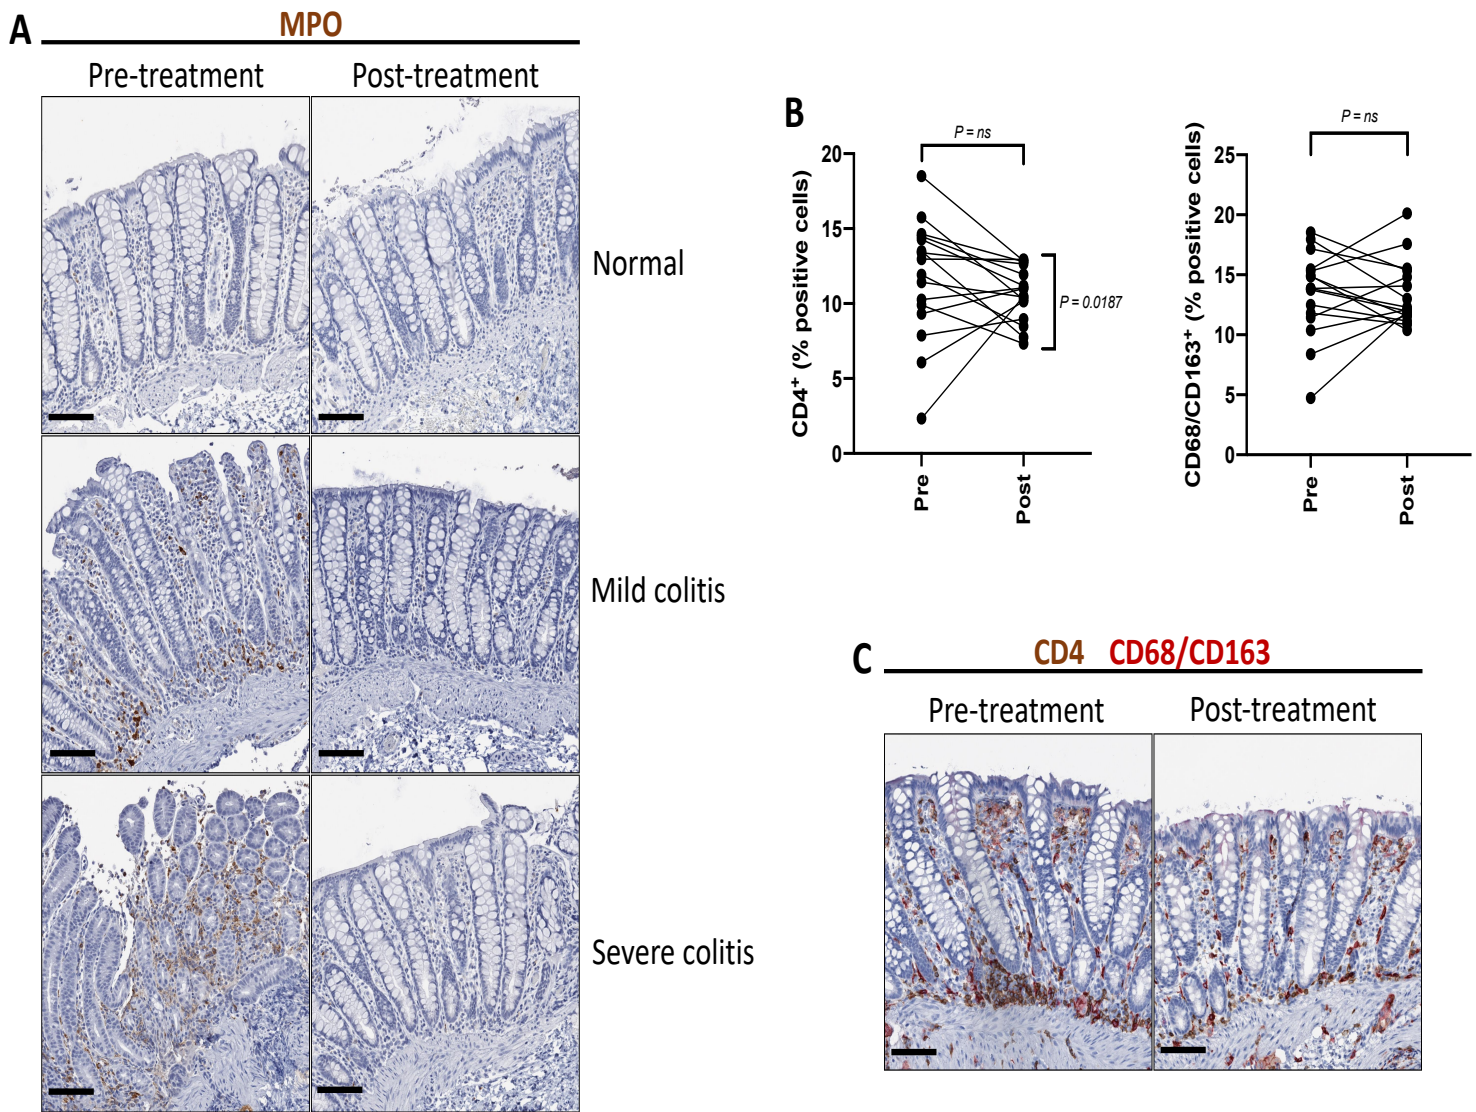 A
MPO
Pre-treatment Post-treatment
Normal
Mild colitis
Severe colitis
B
P = ns
CD4⁺ (% positive cells)
20
15
10
5
0
P = 0.0187
Pre
Post
P = ns
CD68/CD163⁺ (% positive cells)
25
20
15
10
5
0
Pre
Post
C
CD4 CD68/CD163
Pre-treatment Post-treatment